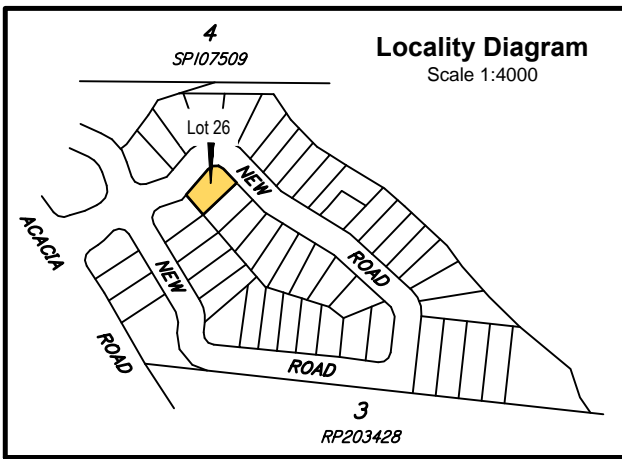 4
SP107509
Locality Diagram
Scale 1:4000
Lot 26
NEW
ROAD
ACACIA
ROAD
NEW
ROAD
3
RP203428